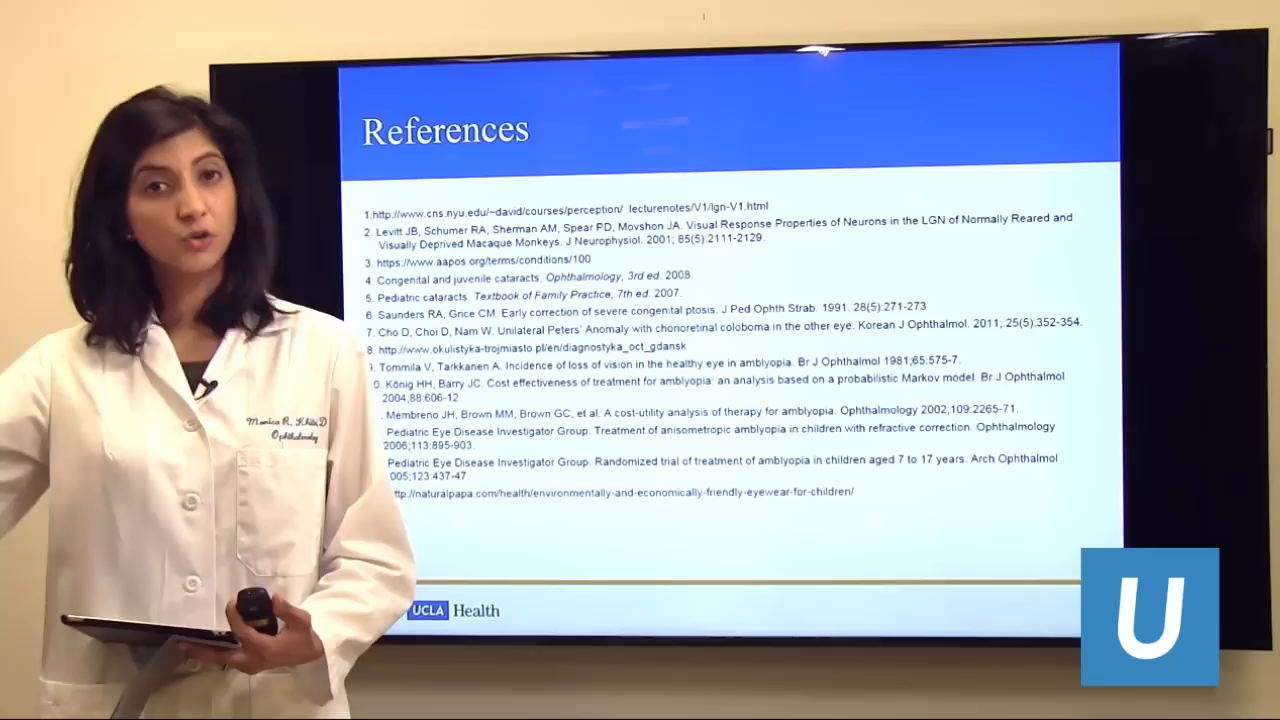 References
1.http://www.cns.nyu.edu/~david/courses/perception/ lecturenotes/V1/lgn-V1.html
2. Levitt JB, Schumer RA, Sherman AM, Spear PD, Movshon JA. Visual Response Properties of Neurons in the LGN of Normally Reared and
Visually Deprived Macaque Monkeys. J Neurophysiol. 2001; 85(5):2111-2129.
3. https://www.aapos.org/terms/conditions/100
4. Congenital and juvenile cataracts. Ophthalmology, 3rd ed. 2008.
5. Pediatric cataracts. Textbook of Family Practice, 7th ed. 2007.
6. Saunders RA, Grice CM. Early correction of severe congenital ptosis. J Ped Ophth Strab. 1991. 28(5):271-273
7. Cho D, Choi D, Nam W. Unilateral Peters' Anomaly with chorioretinal coloboma in the other eye. Korean J Ophthalmol. 2011; 25(5):352-354.
8. http://www.okulistyka-trojmiasto.pl/en/diagnostyka_oct_gdansk
9. Tommila V, Tarkkanen A. Incidence of loss of vision in the healthy eye in amblyopia. Br J Ophthalmol 1981;65:575-7.
0. König HH, Barry JC. Cost effectiveness of treatment for amblyopia: an analysis based on a probabilistic Markov model. Br J Ophthalmol
2004;88:606-12
. Membreno JH, Brown MM, Brown GC, et al. A cost-utility analysis of therapy for amblyopia. Ophthalmology 2002;109:2265-71.
Pediatric Eye Disease Investigator Group. Treatment of anisometropic amblyopia in children with refractive correction. Ophthalmology
2006;113:895-903.
Pediatric Eye Disease Investigator Group. Randomized trial of treatment of amblyopia in children aged 7 to 17 years. Arch Ophthalmol
005;123:437-47.
ttp://naturalpapa.com/health/environmentally-and-economically-friendly-eyewear-for-children/
Monica R.
Ophthalmology
UCLA Health
U